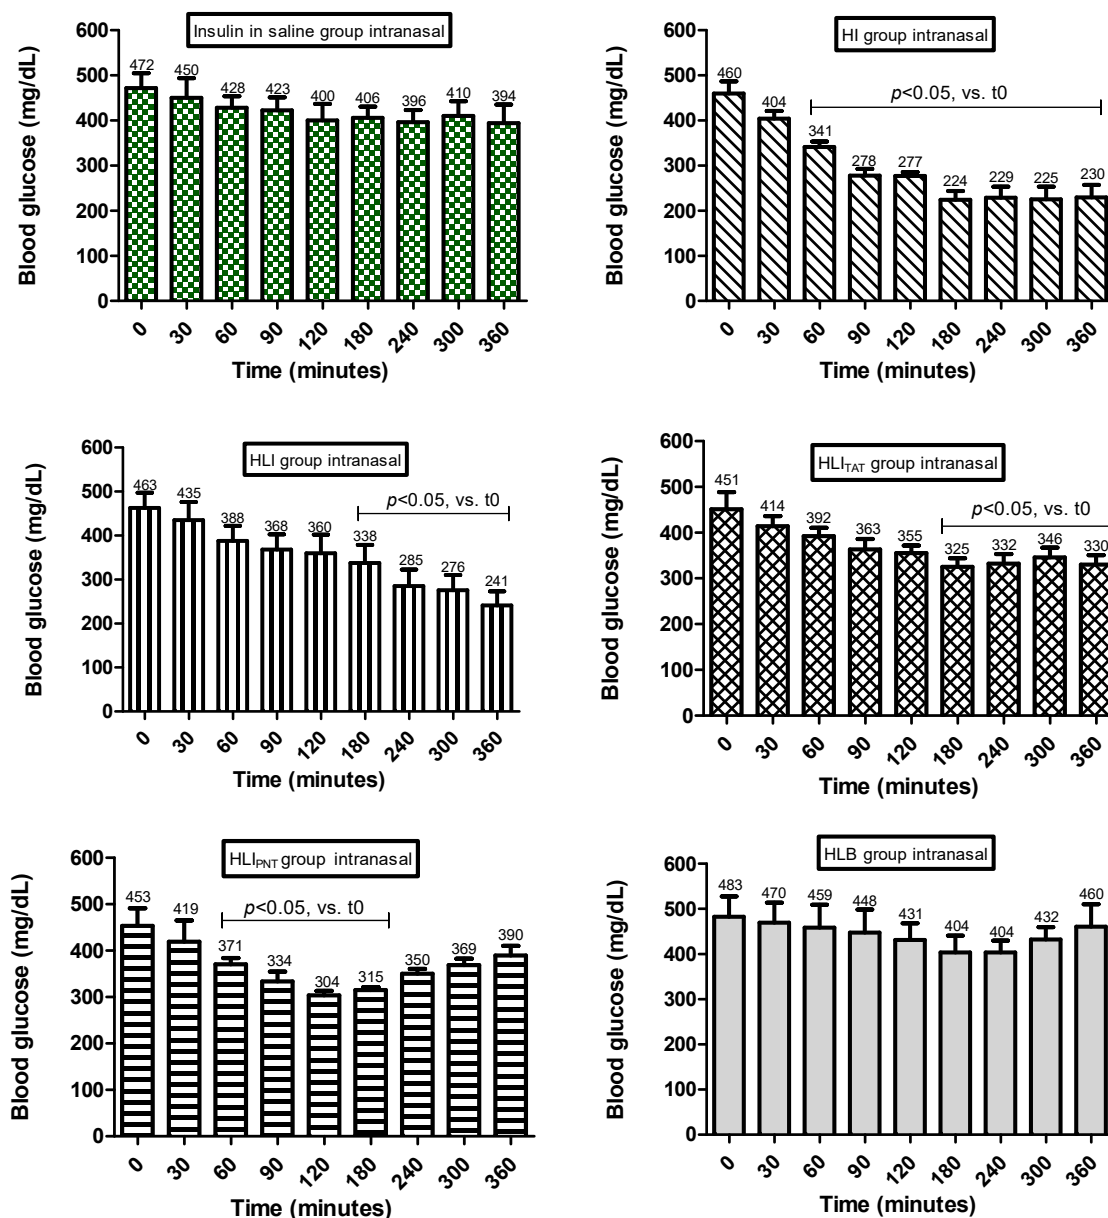 Insulin in saline group intranasal
Blood glucose (mg/dL)
600
500
400
300
200
100
0
472 450 428 423 400 406 396 410 394
0 30 60 90 120 180 240 300 360
Time (minutes)
HI group intranasal
Blood glucose (mg/dL)
600
500
400
300
200
100
0
p<0.05, vs. t0
460 404 341 278 277 224 229 225 230
0 30 60 90 120 180 240 300 360
Time (minutes)
HLI group intranasal
Blood glucose (mg/dL)
600
500
400
300
200
100
0
p<0.05, vs. t0
463 435 388 368 360 338 285 276 241
0 30 60 90 120 180 240 300 360
Time (minutes)
HLITAT group intranasal
Blood glucose (mg/dL)
600
500
400
300
200
100
0
p<0.05, vs. t0
451 414 392 363 355 325 332 346 330
0 30 60 90 120 180 240 300 360
Time (minutes)
HLIPNT group intranasal
Blood glucose (mg/dL)
600
500
400
300
200
100
0
p<0.05, vs. t0
453 419 371 334 304 315 350 369 390
0 30 60 90 120 180 240 300 360
Time (minutes)
HLB group intranasal
Blood glucose (mg/dL)
600
500
400
300
200
100
0
483 470 459 448 431 404 404 432 460
0 30 60 90 120 180 240 300 360
Time (minutes)